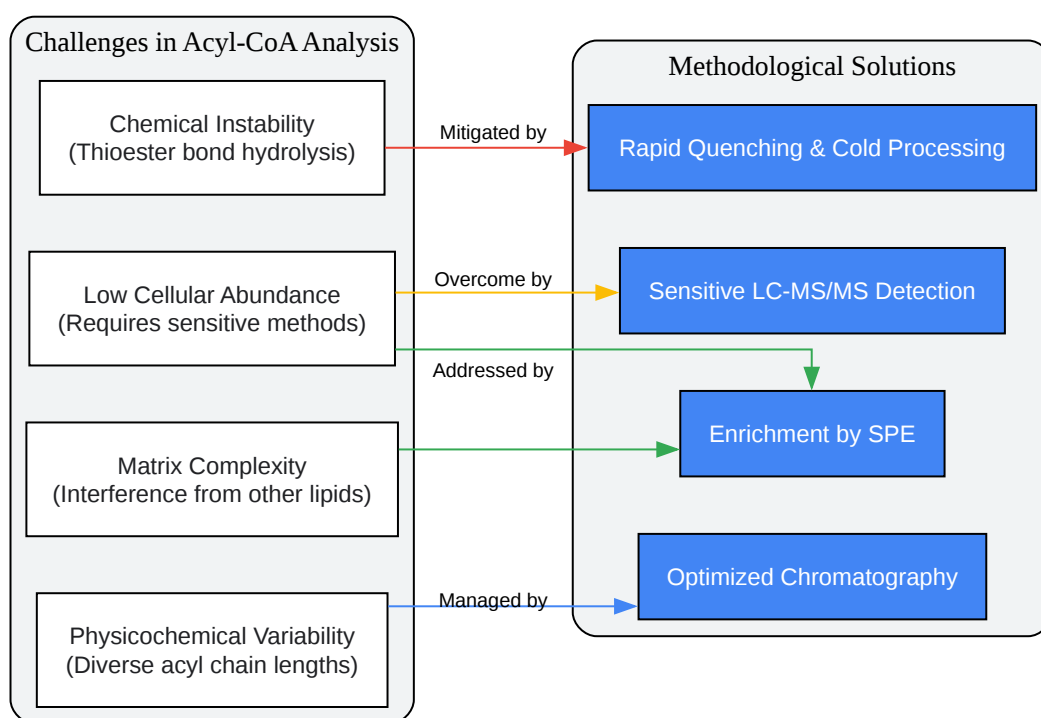 Challenges in Acyl-CoA Analysis
Chemical Instability
(Thioester bond hydrolysis)
Low Cellular Abundance
(Requires sensitive methods)
Matrix Complexity
(Interference from other lipids)
Physicochemical Variability
(Diverse acyl chain lengths)
Mitigated by
Overcome by
Addressed by
Managed by
Methodological Solutions
Rapid Quenching & Cold Processing
Sensitive LC-MS/MS Detection
Enrichment by SPE
Optimized Chromatography